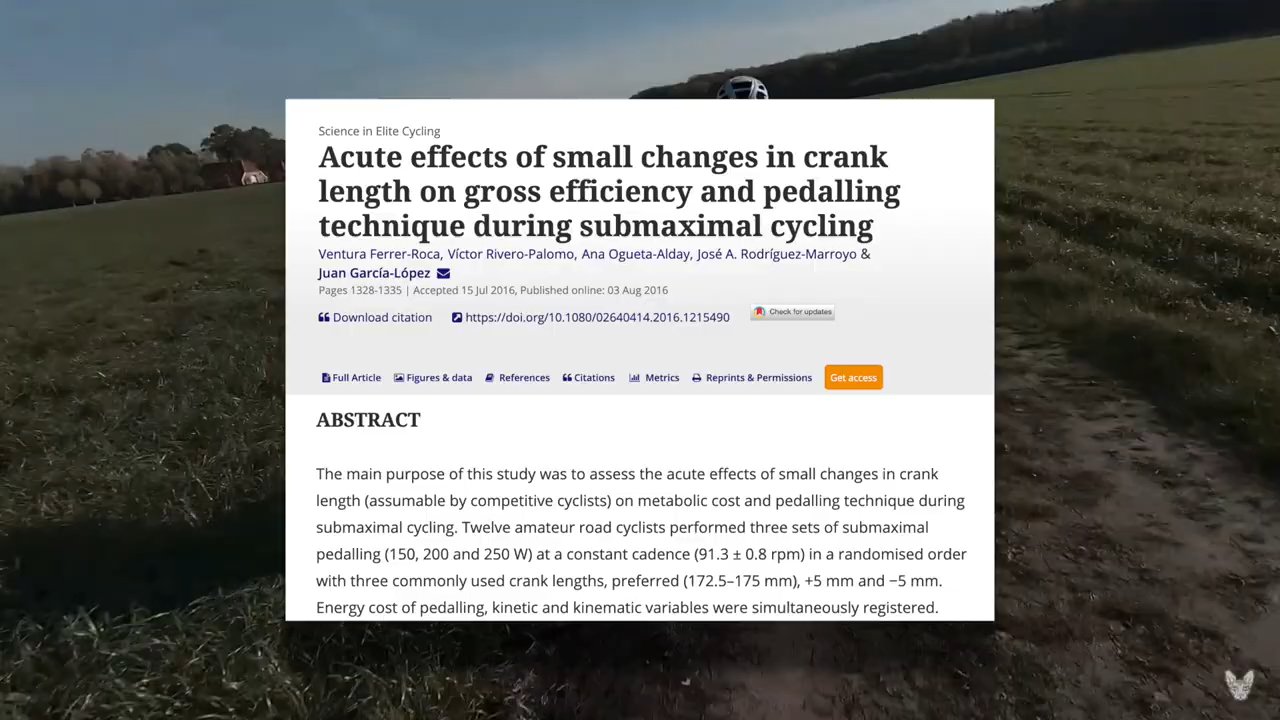 Science in Elite Cycling
Acute effects of small changes in crank
length on gross efficiency and pedalling
technique during submaximal cycling
Ventura Ferrer-Roca, Víctor Rivero-Palomo, Ana Ogueta-Alday, José A. Rodríguez-Marroyo &
Juan García-López
Pages 1328-1335 | Accepted 15 Jul 2016, Published online: 03 Aug 2016
Download citation https://doi.org/10.1080/02640414.2016.1215490 Check for updates
Full Article Figures & data References Citations Metrics Reprints & Permissions Get access
ABSTRACT
The main purpose of this study was to assess the acute effects of small changes in crank
length (assumable by competitive cyclists) on metabolic cost and pedalling technique during
submaximal cycling. Twelve amateur road cyclists performed three sets of submaximal
pedalling (150, 200 and 250 W) at a constant cadence (91.3 ± 0.8 rpm) in a randomised order
with three commonly used crank lengths, preferred (172.5–175 mm), +5 mm and −5 mm.
Energy cost of pedalling, kinetic and kinematic variables were simultaneously registered.